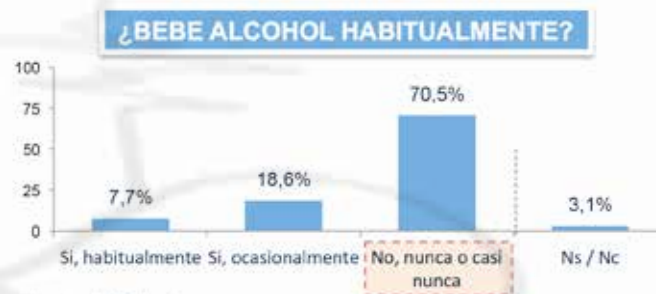 ¿BEBE ALCOHOL HABITUALMENTE?
100
75
50
25
0
7,7%
18,6%
70,5%
3,1%
Si, habitualmente
Si, ocasionalmente
No, nunca o casi
nunca
Ns / Nc